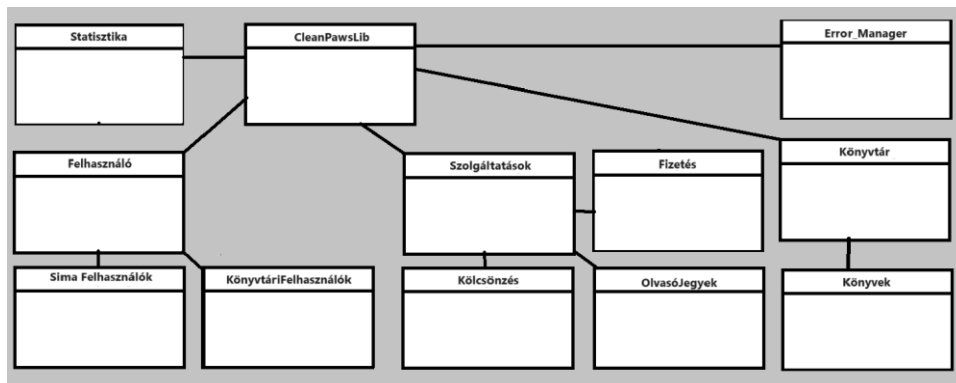 Statisztika
CleanPawsLib
Error_Manager
Felhasználó
Szolgáltatások
Fizetés
Könyvtár
Sima Felhasználók
KönyvtáriFelhasználók
Kölcsönzés
OlvasóJegyek
Könyvek